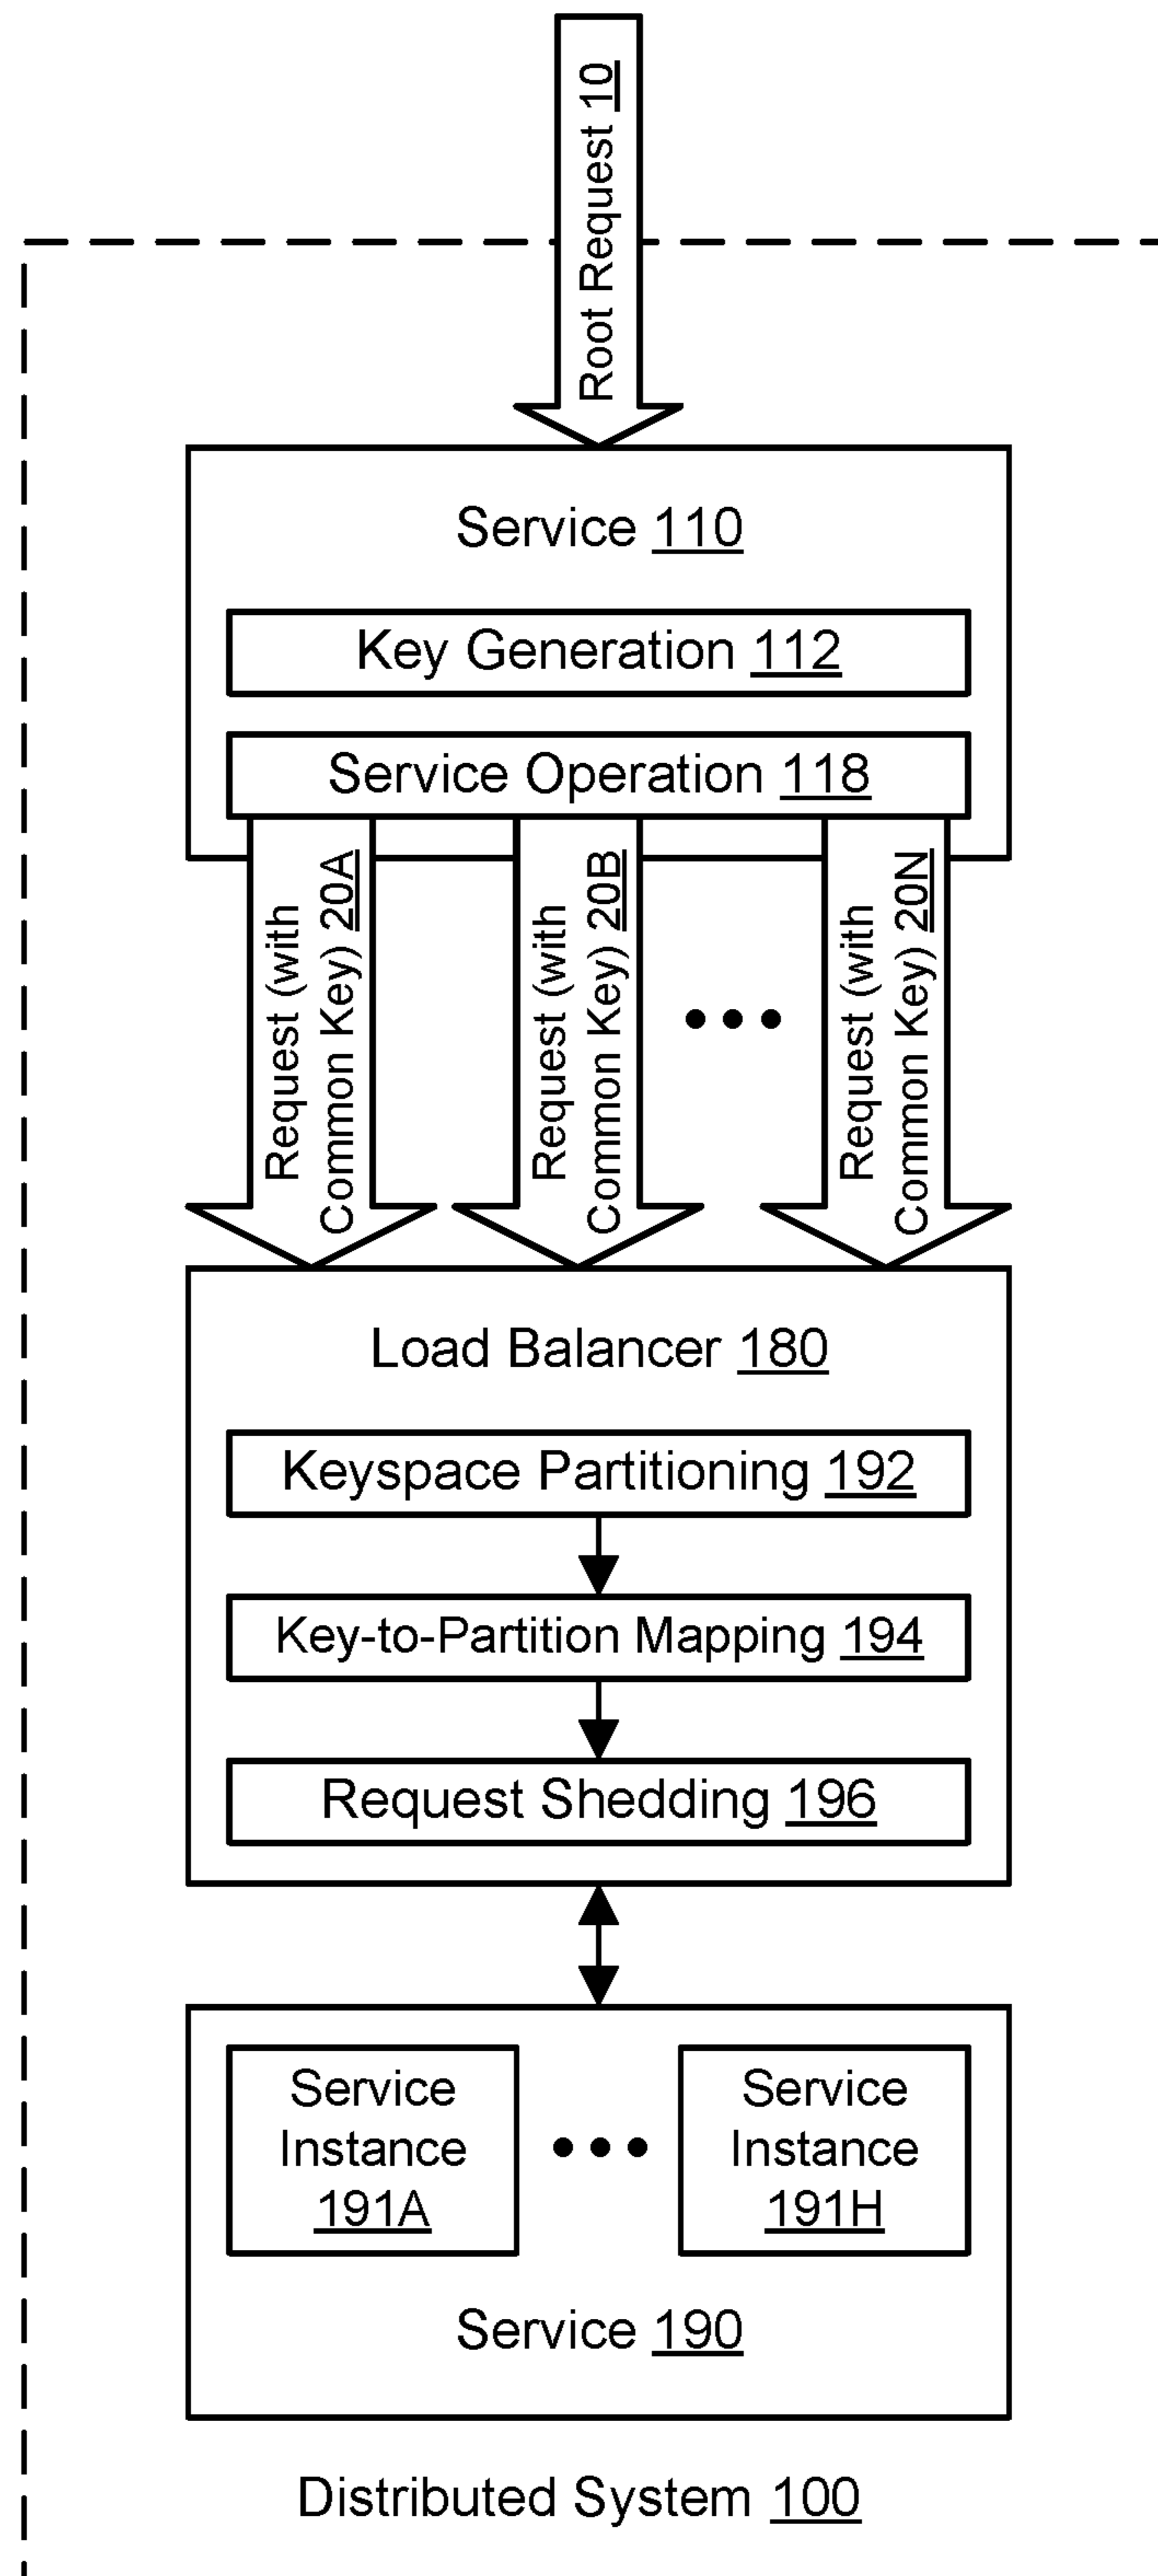 Root Request 10
Service 110
Key Generation 112
Service Operation 118
Request (with
Common Key) 20A
Request (with
Common Key) 20B
Request (with
Common Key) 20N
Load Balancer 180
Keyspace Partitioning 192
Key-to-Partition Mapping 194
Request Shedding 196
Service
Instance
191A
Service
Instance
191H
Service 190
Distributed System 100